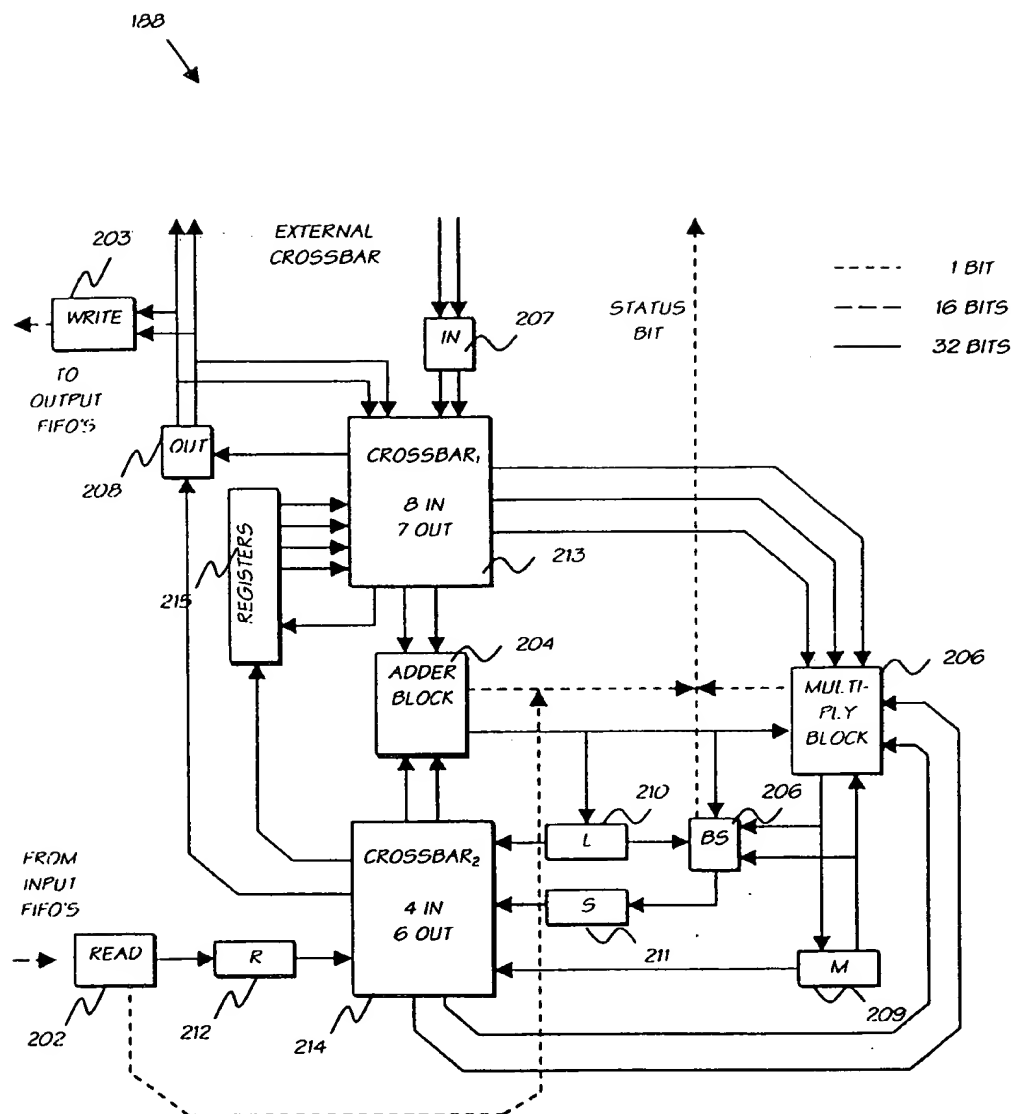 188
EXTERNAL
CROSSBAR
203
WRITE
TO
OUTPUT
FIFO'S
IN
207
STATUS
BIT
1 BIT
16 BITS
32 BITS
OUT
208
CROSSBAR₁
8 IN
7 OUT
213
REGISTERS
215
204
ADDER
BLOCK
206
MULTI-
PLY
BLOCK
210
L
206
BS
CROSSBAR₂
4 IN
6 OUT
S
211
FROM
INPUT
FIFO'S
READ
R
M
209
202
212
214